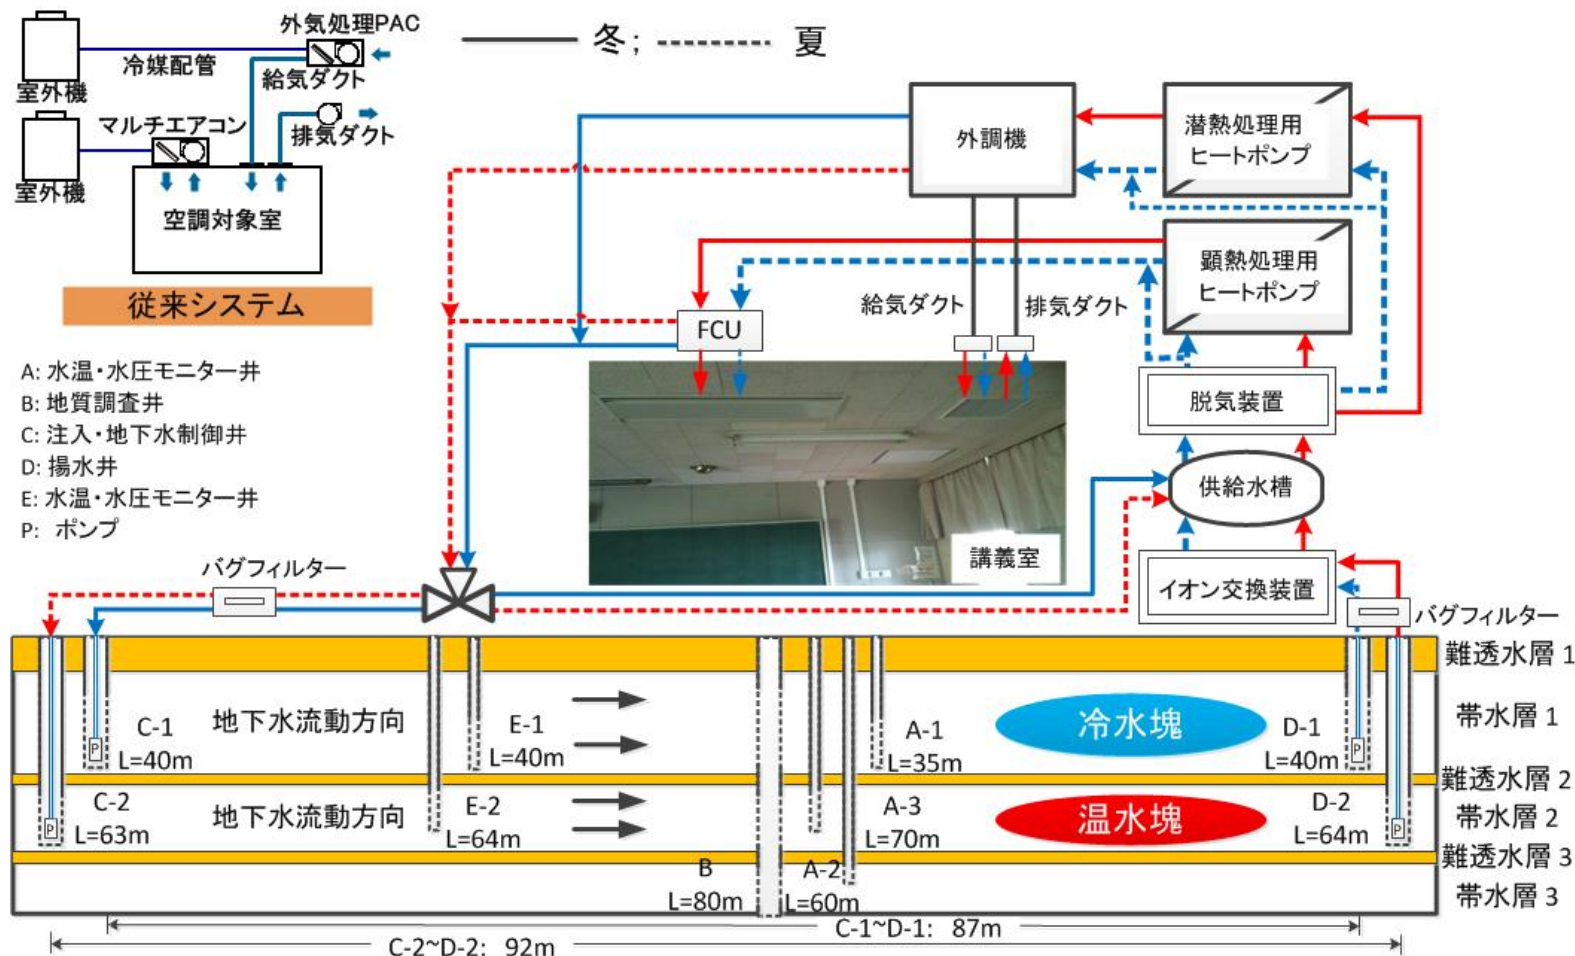 外気処理PAC
冷媒配管
給気ダクト
室外機
マルチエアコン
排気ダクト
室外機
空調対象室
従来システム
冬; 夏
外調機
潜熱処理用
ヒートポンプ
顕熱処理用
ヒートポンプ
給気ダクト
排気ダクト
FCU
脱気装置
供給水槽
講義室
イオン交換装置
A: 水温・水圧モニター井
B: 地質調査井
C: 注入・地下水制御井
D: 揚水井
E: 水温・水圧モニター井
P: ポンプ
バグフィルター
バグフィルター
難透水層 1
帯水層 1
難透水層 2
帯水層 2
難透水層 3
帯水層 3
C-1
L=40m
地下水流動方向
E-1
L=40m
A-1
L=35m
冷水塊
D-1
L=40m
P
P
C-2
L=63m
P
地下水流動方向
E-2
L=64m
A-3
L=70m
温水塊
D-2
L=64m
P
B
L=80m
A-2
L=60m
C-1~D-1: 87m
C-2~D-2: 92m